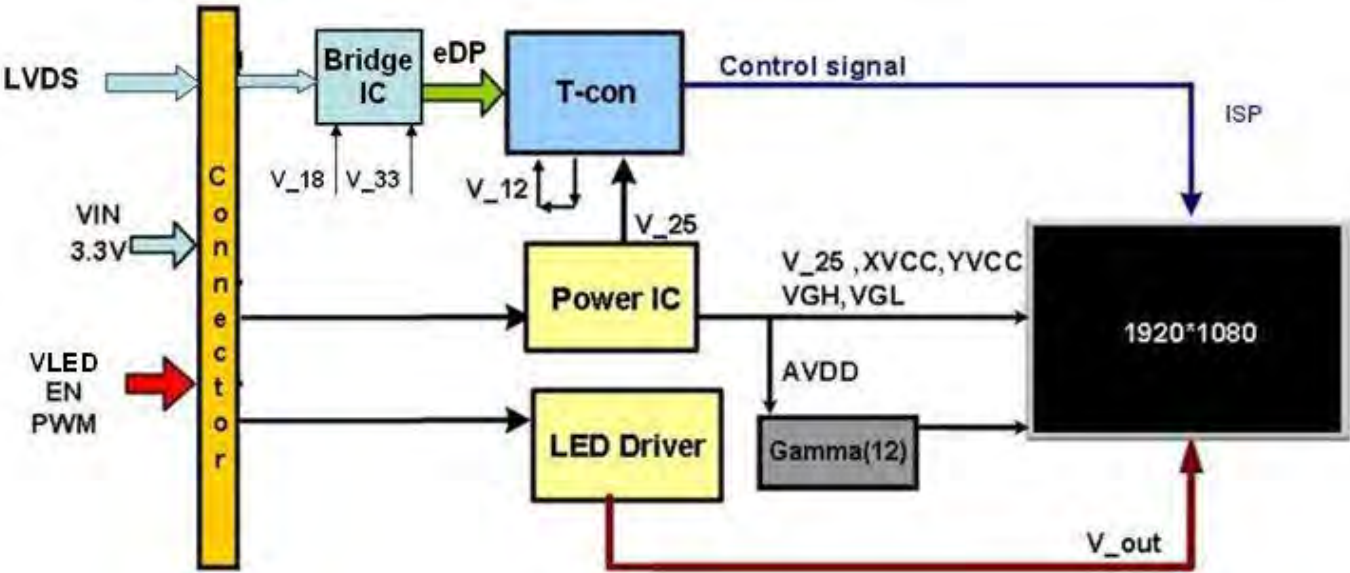 LVDS
Connector
Bridge
IC
eDP
T-con
Control signal
ISP
V_18
V_33
V_12
V_25
VIN
3.3V
Power IC
V_25 ,XVCC,YVCC
VGH,VGL
1920*1080
AVDD
VLED
EN
PWM
LED Driver
Gamma(12)
V_out